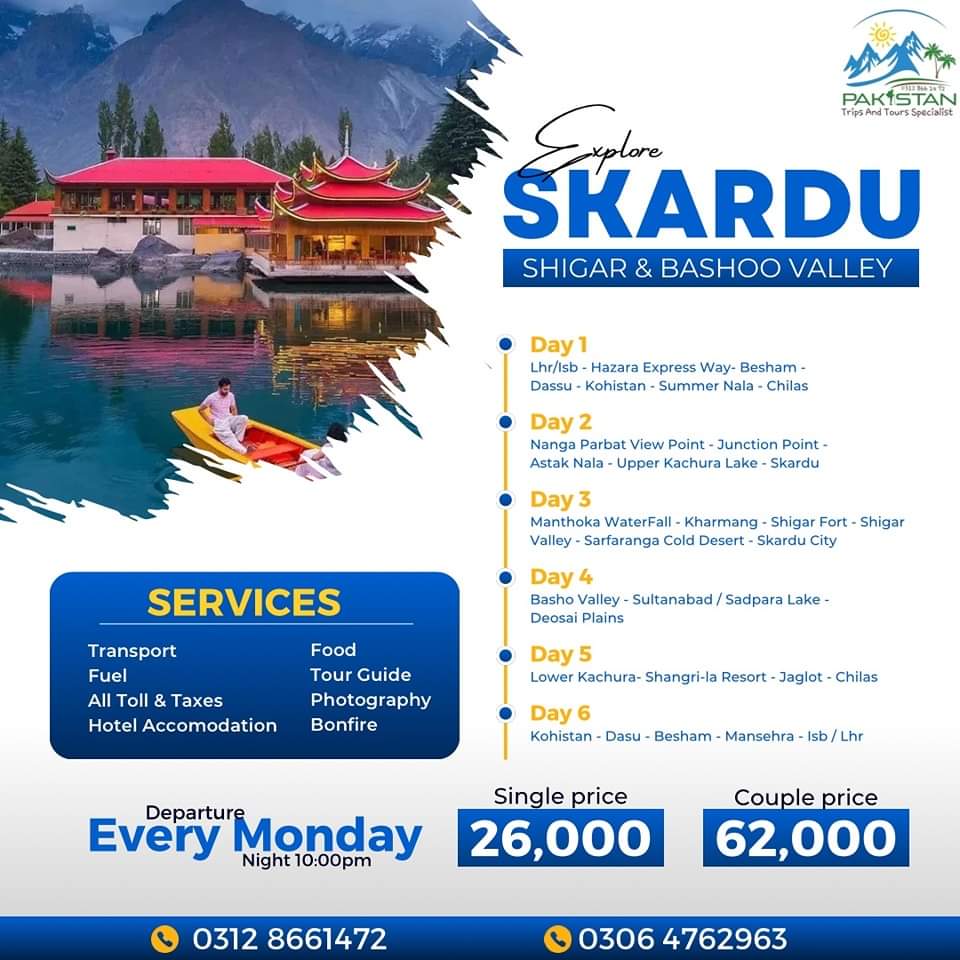 0312 866 14 72
PAKISTAN
Trips And Tours Specialist
Explore
SKARDU
SHIGAR & BASHOO VALLEY
Day 1
Lhr/Isb - Hazara Express Way- Besham -
Dassu - Kohistan - Summer Nala - Chilas
Day 2
Nanga Parbat View Point - Junction Point -
Astak Nala - Upper Kachura Lake - Skardu
Day 3
Manthoka WaterFall - Kharmang - Shigar Fort - Shigar
Valley - Sarfaranga Cold Desert - Skardu City
Day 4
Basho Valley - Sultanabad / Sadpara Lake -
Deosai Plains
Day 5
Lower Kachura- Shangri-la Resort - Jaglot - Chilas
Day 6
Kohistan - Dasu - Besham - Mansehra - Isb / Lhr
SERVICES
Transport
Fuel
All Toll & Taxes
Hotel Accomodation
Food
Tour Guide
Photography
Bonfire
Departure
Every Monday
Night 10:00pm
Single price
26,000
Couple price
62,000
0312 8661472
0306 4762963